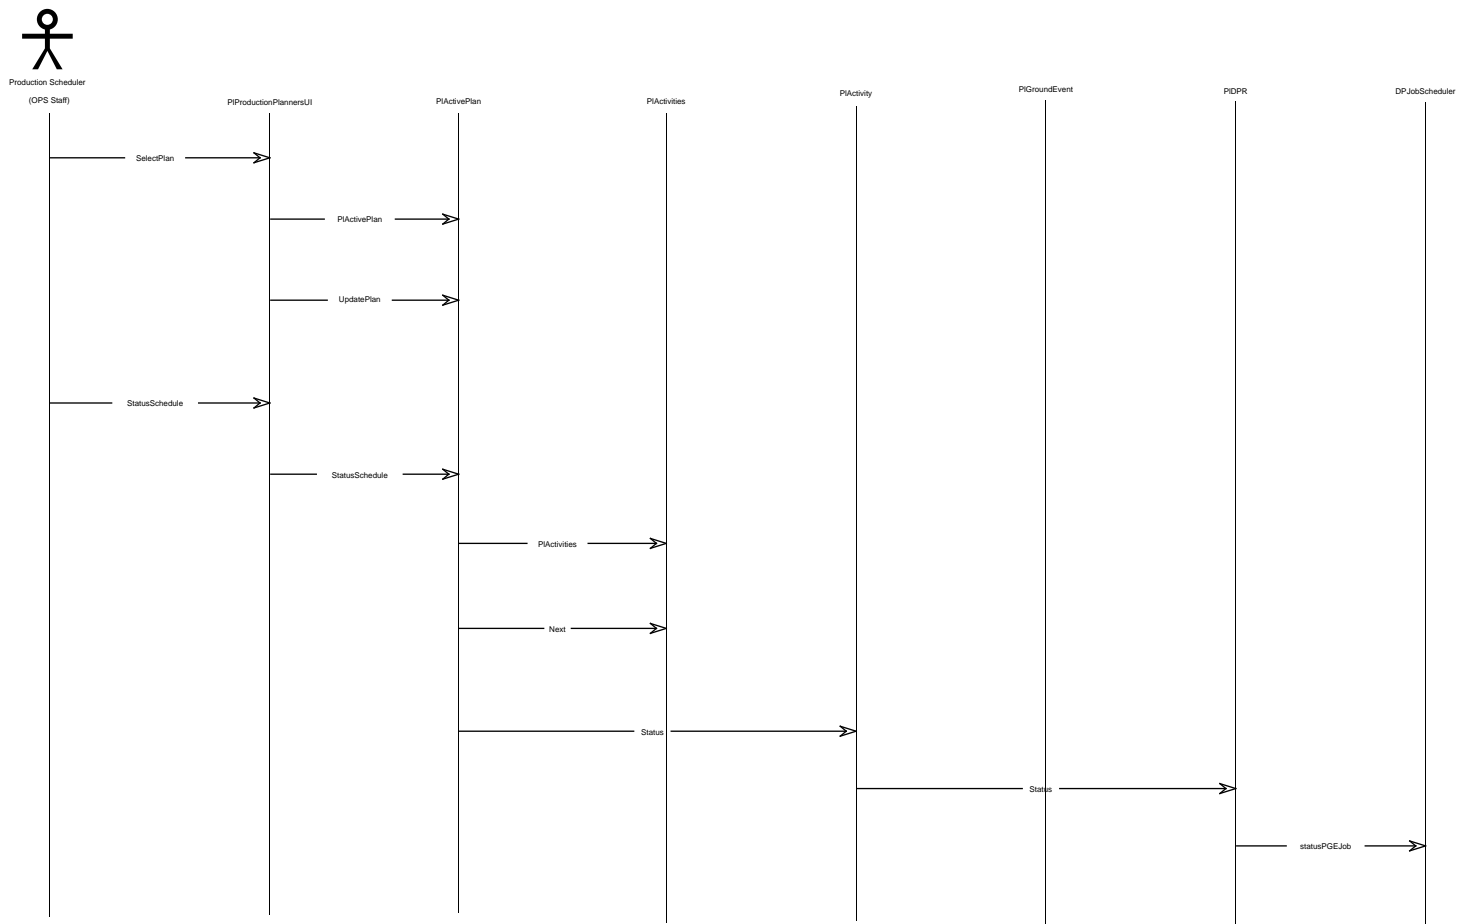 Production Scheduler
(OPS Staff)
PlProductionPlannersUI
PlActivePlan
PlActivities
PlActivity
PlGroundEvent
PlDPR
DPJobScheduler
SelectPlan
PlActivePlan
UpdatePlan
StatusSchedule
StatusSchedule
PlActivities
Next
Status
Status
statusPGEJob